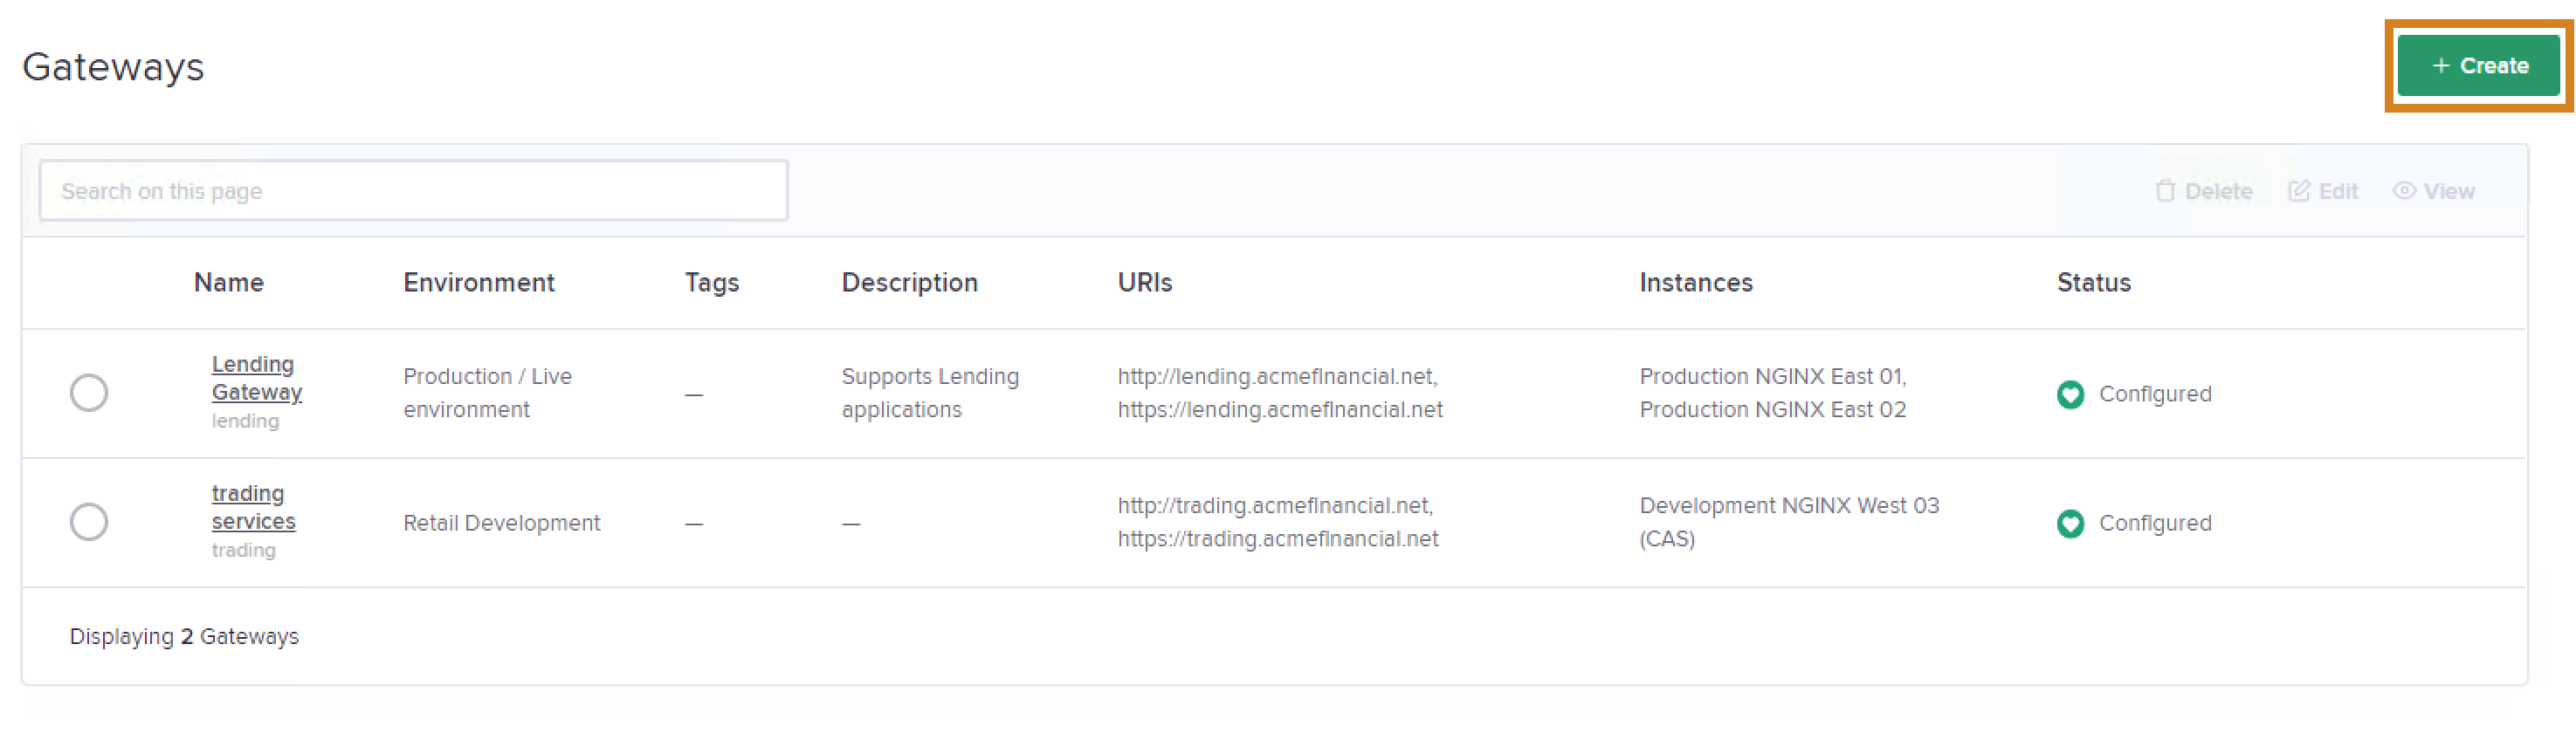 Gateways
+ Create
Search on this page
Delete Edit View
Name Environment Tags Description URIs Instances Status
Lending
Gateway
lending
Production / Live
environment
—
Supports Lending
applications
http://lending.acmefinancial.net,
https://lending.acmefinancial.net
Production NGINX East 01,
Production NGINX East 02
Configured
trading
services
trading
Retail Development
—
—
http://trading.acmefinancial.net,
https://trading.acmefinancial.net
Development NGINX West 03
(CAS)
Configured
Displaying 2 Gateways